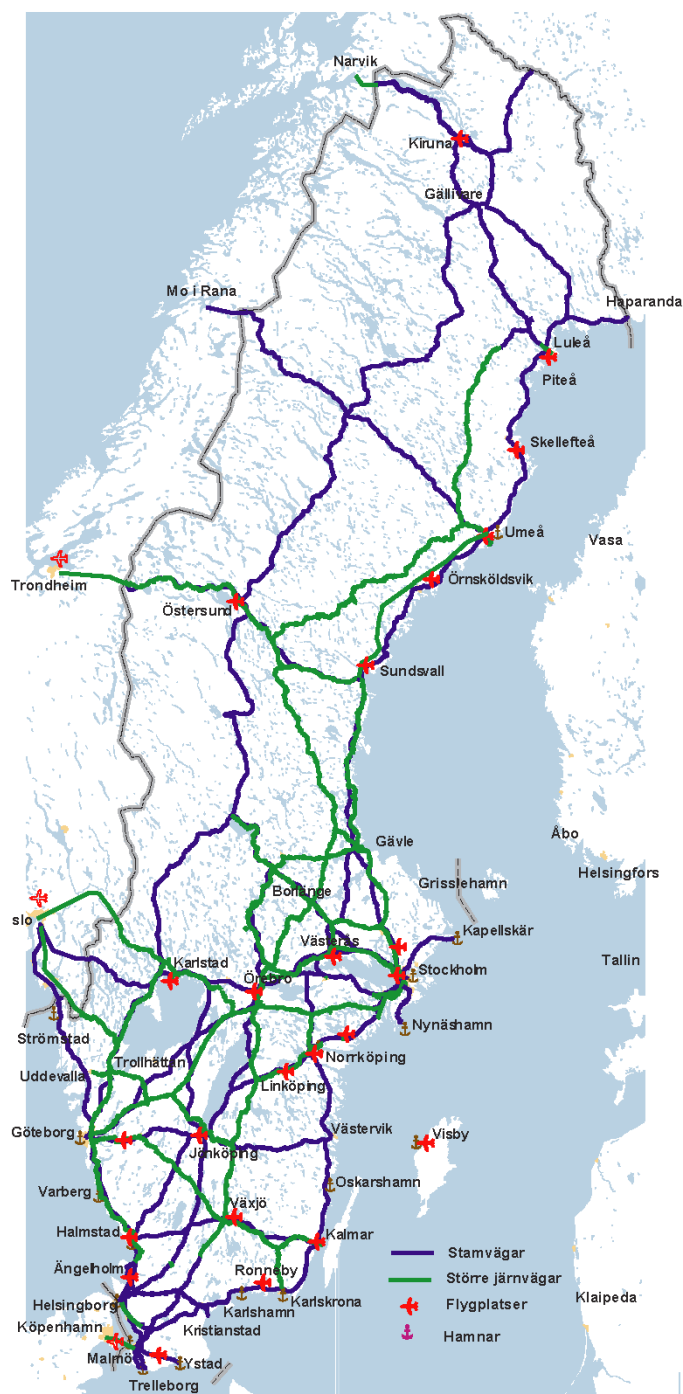 Narvik
Kiruna
Gällivare
Mo i Rana
Haparanda
Luleå
Piteå
Skellefteå
Umeå
Vasa
Trondheim
Örnsköldsvik
Östersund
Sundsvall
Åbo
Gävle
Helsingfors
Grisslehamn
Borlänge
slo
Kapellskär
Västerås
Karlstad
Tallin
Stockholm
Örebro
Nynäshamn
Strömstad
Norrköping
Trollhättan
Uddevalla
Linköping
Västervik
Visby
Göteborg
Jönköping
Oskarshamn
Varberg
Växjö
Halmstad
Kalmar
Stamvägar
Ängelholm
Ronneby
Större järnvägar
Karlskrona
Flygplatser
Helsingborg
Karlshamn
Klaipeda
Kristianstad
Köpenhamn
Hamnar
Malmö
Ystad
Trelleborg